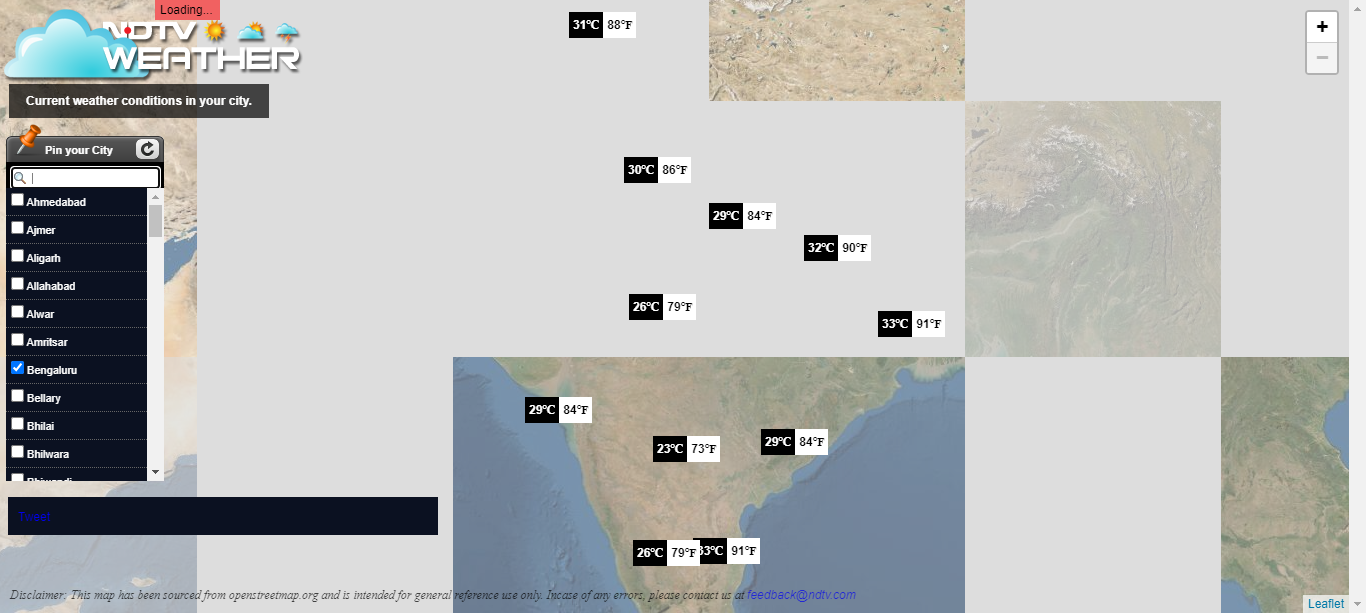 Loading...
NDTV
WEATHER
Current weather conditions in your city.
Pin your City
Ahmedabad
Ajmer
Aligarh
Allahabad
Alwar
Amritsar
Bengaluru
Bellary
Bhilai
Bhilwara
Bhiwandi
Tweet
31°C 88°F
30°C 86°F
29°C 84°F
32°C 90°F
26°C 79°F
33°C 91°F
29°C 84°F
23°C 73°F
29°C 84°F
26°C 79°F
33°C 91°F
+
−
Disclaimer: This map has been sourced from openstreetmap.org and is intended for general reference use only. Incase of any errors, please contact us at feedback@ndtv.com
Leaflet